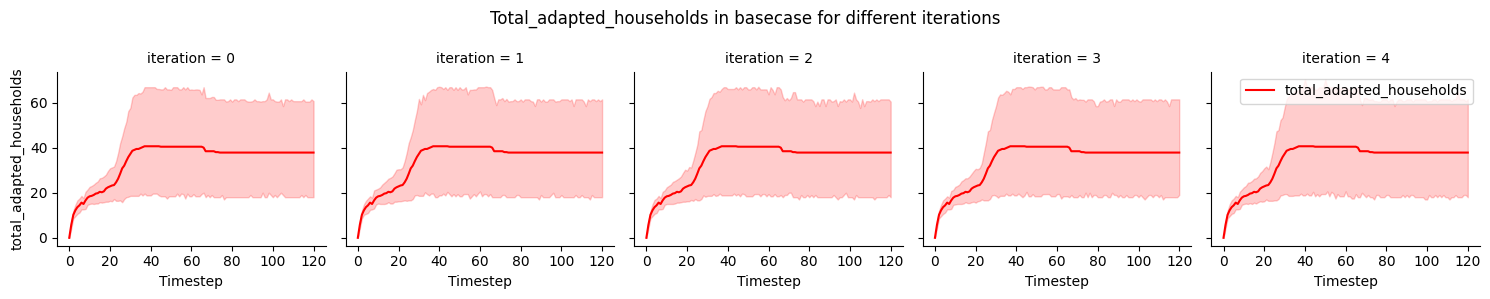 Total_adapted_households in basecase for different iterations
iteration = 0
iteration = 1
iteration = 2
iteration = 3
iteration = 4
total_adapted_households
total_adapted_households
60
40
20
0
0 20 40 60 80 100 120
0 20 40 60 80 100 120
0 20 40 60 80 100 120
0 20 40 60 80 100 120
0 20 40 60 80 100 120
Timestep
Timestep
Timestep
Timestep
Timestep